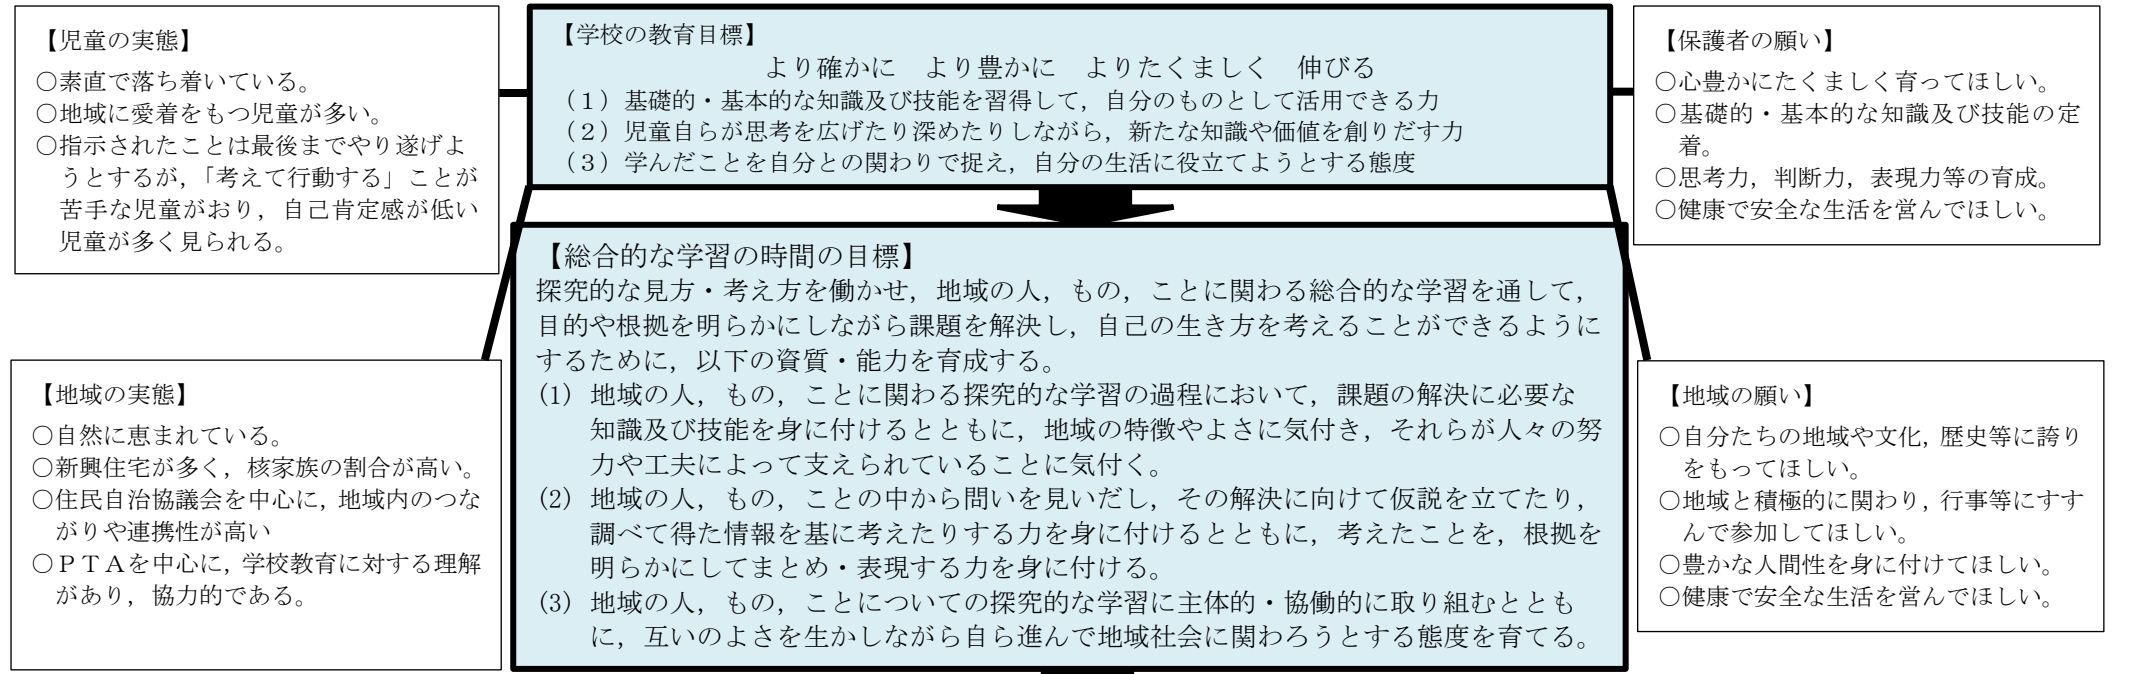 【児童の実態】
○素直で落ち着いている。
○地域に愛着をもつ児童が多い。
○指示されたことは最後までやり遂げよ
うとするが，「考えて行動する」ことが
苦手な児童がおり，自己肯定感が低い
児童が多く見られる。
【学校の教育目標】
より確かに　より豊かに　よりたくましく　伸びる
（１）基礎的・基本的な知識及び技能を習得して，自分のものとして活用できる力
（２）児童自らが思考を広げたり深めたりしながら，新たな知識や価値を創りだす力
（３）学んだことを自分との関わりで捉え，自分の生活に役立てようとする態度
【保護者の願い】
○心豊かにたくましく育ってほしい。
○基礎的・基本的な知識及び技能の定
着。
○思考力，判断力，表現力等の育成。
○健康で安全な生活を営んでほしい。
【総合的な学習の時間の目標】
探究的な見方・考え方を働かせ，地域の人，もの，ことに関わる総合的な学習を通して，
目的や根拠を明らかにしながら課題を解決し，自己の生き方を考えることができるように
するために，以下の資質・能力を育成する。
(1) 地域の人，もの，ことに関わる探究的な学習の過程において，課題の解決に必要な
知識及び技能を身に付けるとともに，地域の特徴やよさに気付き，それらが人々の努
力や工夫によって支えられていることに気付く。
(2) 地域の人，もの，ことの中から問いを見いだし，その解決に向けて仮説を立てたり，
調べて得た情報を基に考えたりする力を身に付けるとともに，考えたことを，根拠を
明らかにしてまとめ・表現する力を身に付ける。
(3) 地域の人，もの，ことについての探究的な学習に主体的・協働的に取り組むととも
に，互いのよさを生かしながら自ら進んで地域社会に関わろうとする態度を育てる。
【地域の実態】
○自然に恵まれている。
○新興住宅が多く，核家族の割合が高い。
○住民自治協議会を中心に，地域内のつな
がりや連携性が高い
○ＰＴＡを中心に，学校教育に対する理解
があり，協力的である。
【地域の願い】
○自分たちの地域や文化，歴史等に誇り
をもってほしい。
○地域と積極的に関わり，行事等にすす
んで参加してほしい。
○豊かな人間性を身に付けてほしい。
○健康で安全な生活を営んでほしい。